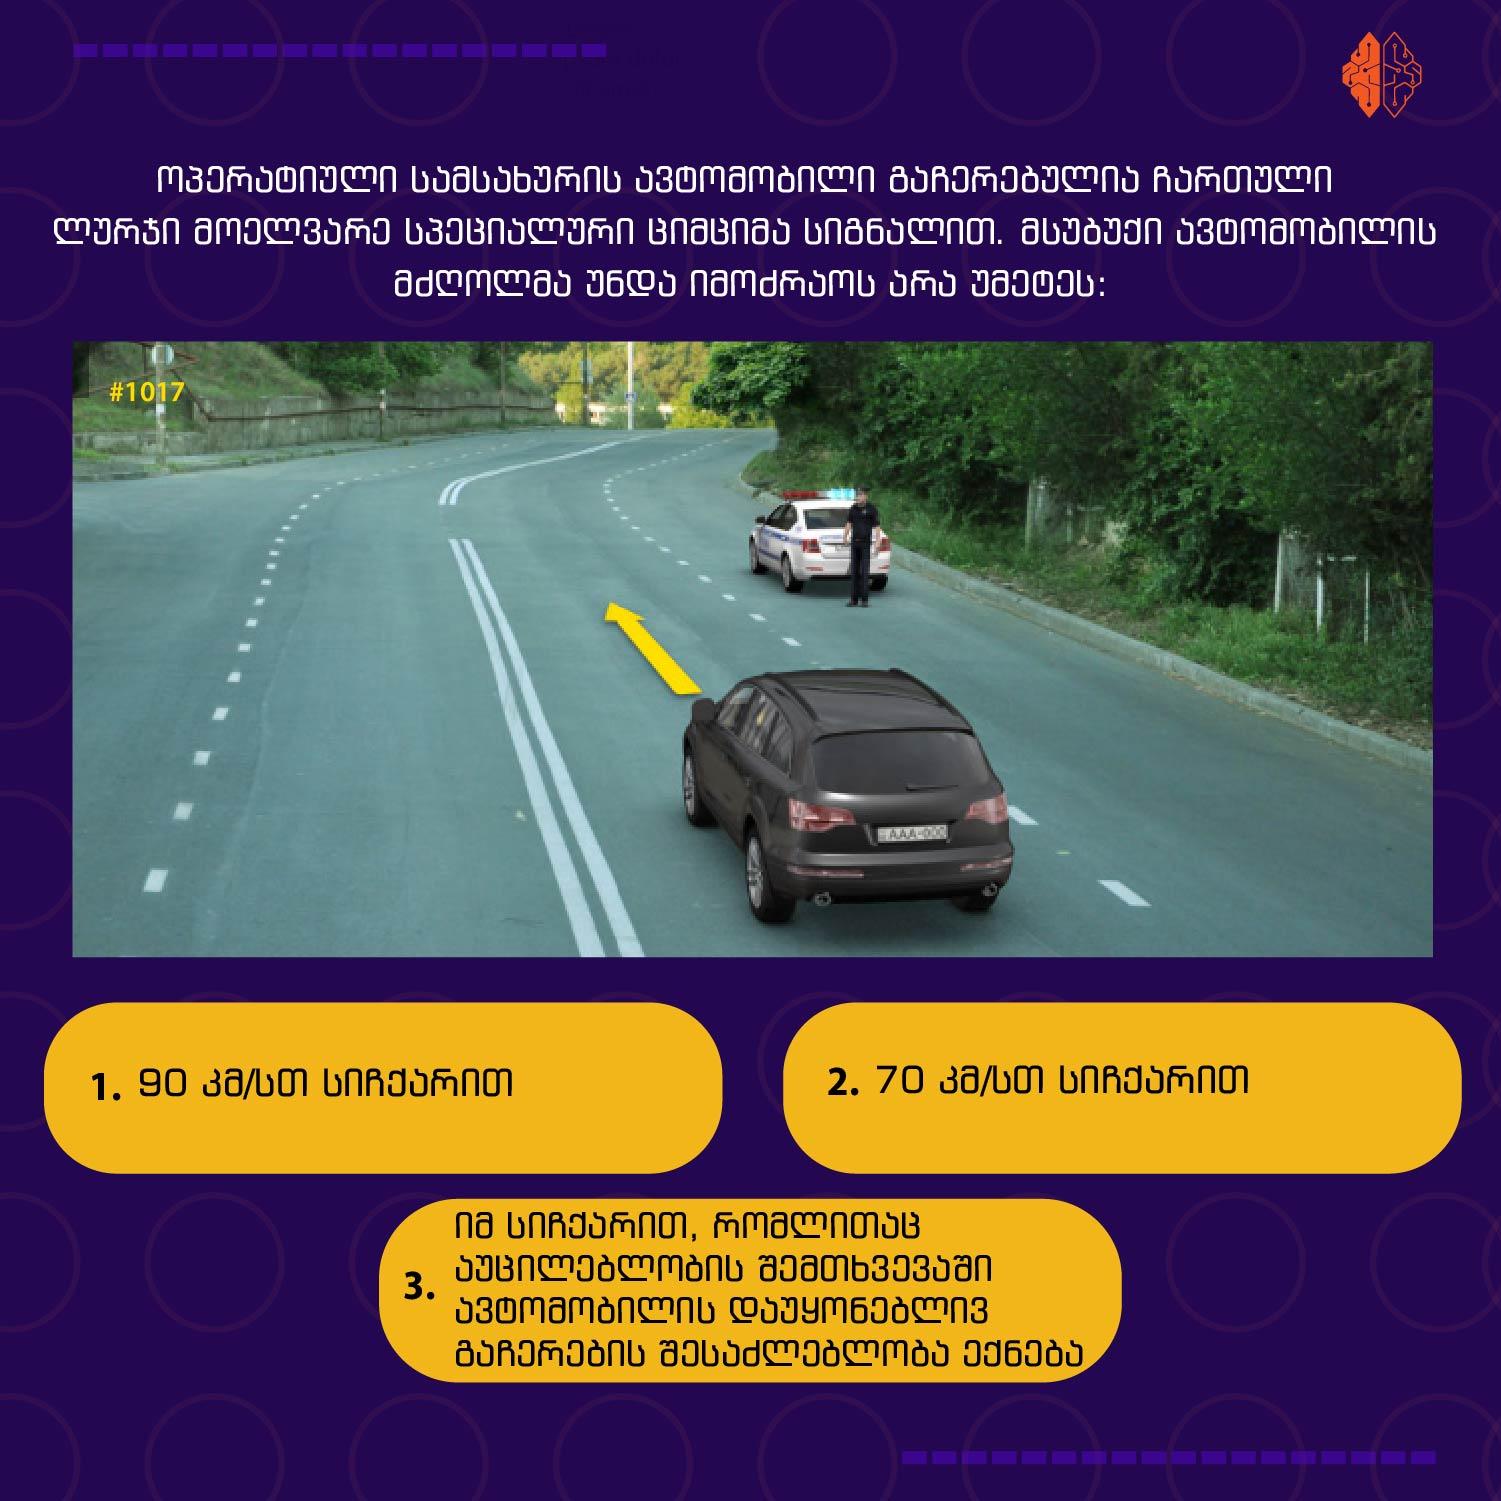 ოპერატიული სამსახურის ავტომობილი გაჩერებულია ჩართული
ლურჯი მოელვარე სპეციალური ციმციმა სიგნალით. მსუბუქი ავტომობილის
მძღოლმა უნდა იმოძრაოს არა უმეტეს:
#1017
AAA-000
1. 90 კმ/სთ სიჩქარით
2. 70 კმ/სთ სიჩქარით
3. იმ სიჩქარით, რომლითაც
აუცილებლობის შემთხვევაში
ავტომობილის დაუყონებლივ
გაჩერების შესაძლებლობა ექნება